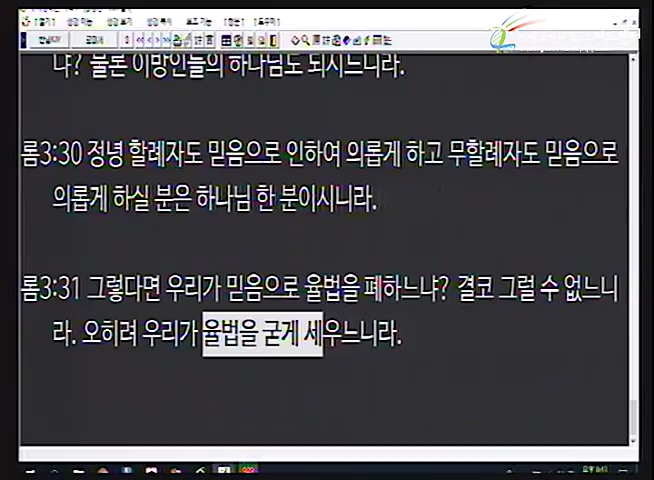 냐? 물론 이방인들의 하나님도 되시느니라.
롬3:30 정녕 할례자도 믿음으로 인하여 의롭게 하고 무할례자도 믿음으로
의롭게 하실 분은 하나님 한 분이시니라.
롬3:31 그렇다면 우리가 믿음으로 율법을 폐하느냐? 결코 그럴 수 없느니
라. 오히려 우리가 율법을 굳게 세우느니라.